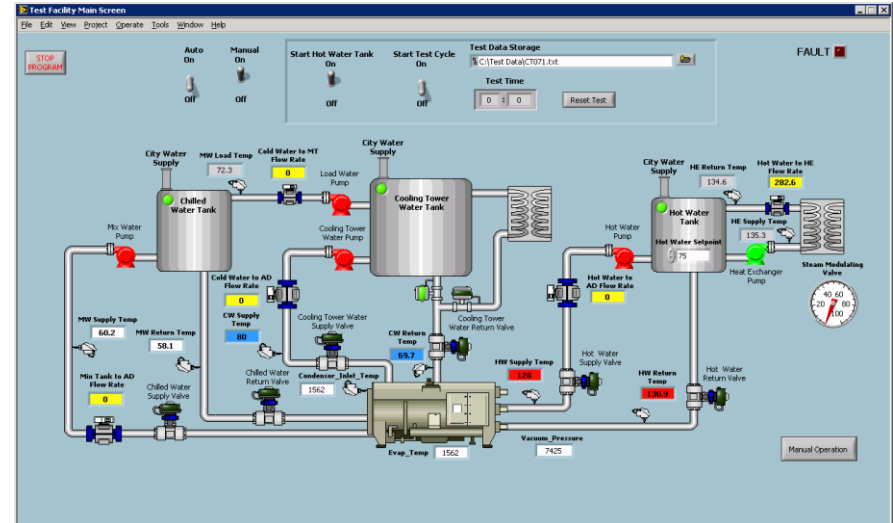 Test Facility Main Screen
File Edit View Project Operate Tools Window Help
STOP
PROGRAM
Auto
On
Off
Manual
On
Off
Start Hot Water Tank
On
Off
Start Test Cycle
On
Off
Test Data Storage
C:\Test Data\CT071.txt
Test Time
0 : 0
Reset Test
FAULT
City Water
Supply
MW Load Temp
72.3
Cold Water to MT
Flow Rate
0
Load Water
Pump
City Water
Supply
Chilled
Water Tank
Cooling Tower
Water Tank
Mix Water
Pump
Cooling Tower
Water Pump
City Water
Supply
HE Return Temp
134.6
Hot Water to HE
Flow Rate
282.6
Hot Water
Tank
Hot Water Setpoint
75
HE Supply Temp
135.3
Hot Water
Pump
Heat Exchanger
Pump
Steam Modulating
Valve
0 20 40 60 80 100
Cold Water to AD
Flow Rate
0
CW Supply
Temp
80
Cooling Tower Water
Supply Valve
CW Return
Temp
69.7
Cooling Tower
Water Return Valve
Hot Water to
AD Flow Rate
0
MW Supply Temp
60.2
MW Return Temp
58.1
Mix Tank to AD
Flow Rate
0
Chilled Water
Supply Valve
Chilled Water
Return Valve
Condensor_Inlet_Temp
1562
HW Supply Temp
128
Hot Water
Supply Valve
HW Return
Temp
130.9
Hot Water
Return Valve
Evap_Temp 1562
Vacuum_Pressure
7425
Manual Operation